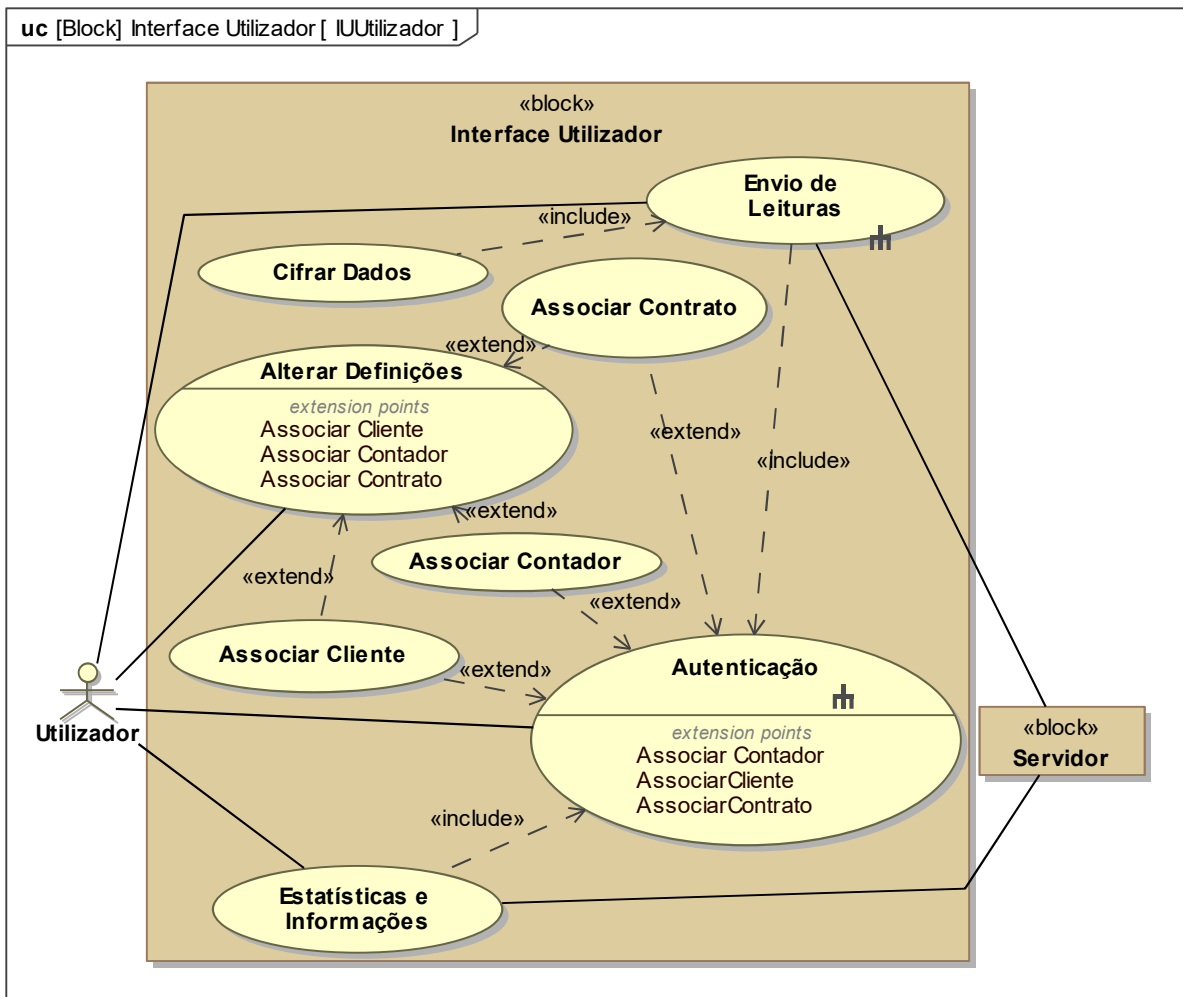 uc [Block] Interface Utilizador [ IUUtilizador ]
«block»
Interface Utilizador
Envio de
Leituras
«include»
Cifrar Dados
Associar Contrato
«extend»
Alterar Definições
extension points
Associar Cliente
Associar Contador
Associar Contrato
«extend»
«include»
«extend»
Associar Contador
«extend»
«extend»
Associar Cliente
«extend»
Autenticação
Utilizador
extension points
Associar Contador
AssociarCliente
AssociarContrato
«block»
Servidor
«include»
Estatísticas e
Informações